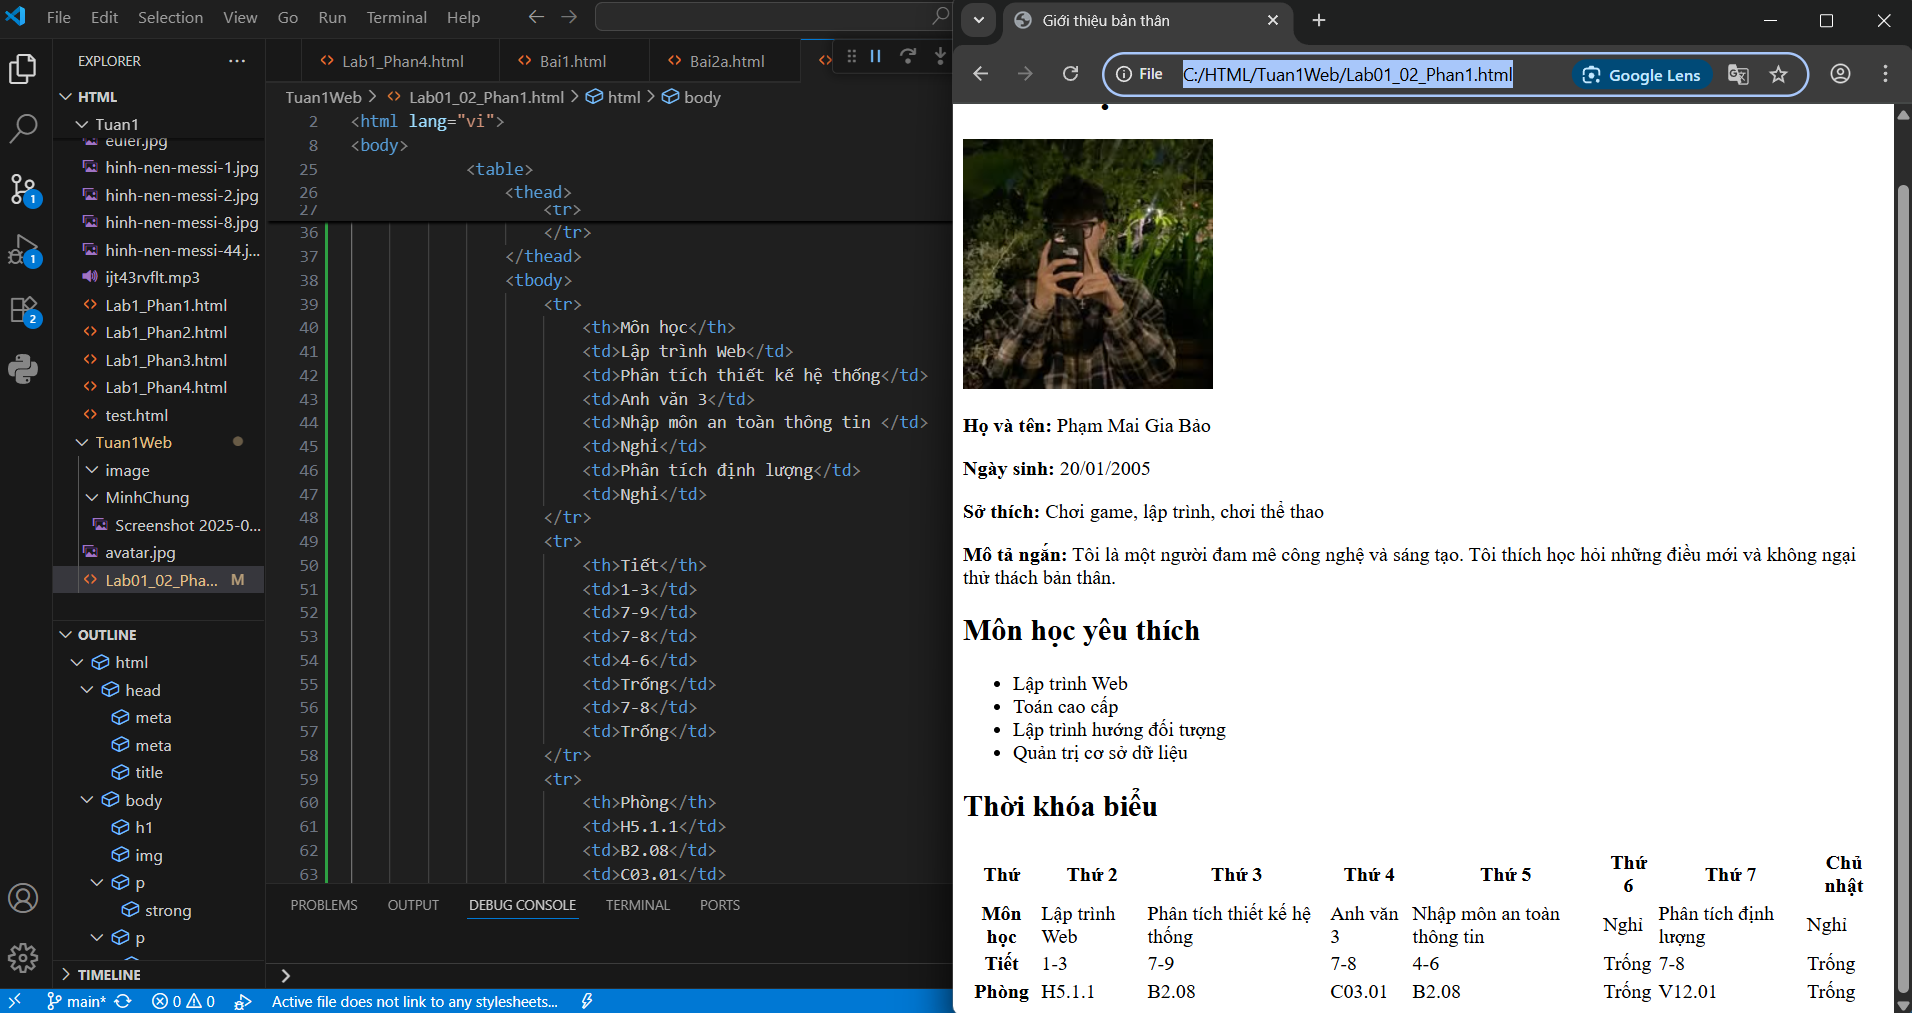 File Edit Selection View Go Run Terminal Help
EXPLORER
HTML
Tuan1
euler.jpg
hinh-nen-messi-1.jpg
hinh-nen-messi-2.jpg
hinh-nen-messi-8.jpg
hinh-nen-messi-44.j...
ijt43rvflt.mp3
Lab1_Phan1.html
Lab1_Phan2.html
Lab1_Phan3.html
Lab1_Phan4.html
test.html
Tuan1Web
image
MinhChung
Screenshot 2025-0...
avatar.jpg
Lab01_02_Pha... M
OUTLINE
html
head
meta
meta
title
body
h1
img
p
strong
p
TIMELINE
1
1
2
Lab1_Phan4.html Bai1.html Bai2a.html
Tuan1Web > Lab01_02_Phan1.html > html > body
2 <html lang="vi">
8 <body>
25 <table>
26 <thead>
27 <tr>
36 </tr>
37 </thead>
38 <tbody>
39 <tr>
40 <th>Môn học</th>
41 <td>Lập trình Web</td>
42 <td>Phân tích thiết kế hệ thống</td>
43 <td>Anh văn 3</td>
44 <td>Nhập môn an toàn thông tin </td>
45 <td>Nghỉ</td>
46 <td>Phân tích định lượng</td>
47 <td>Nghỉ</td>
48 </tr>
49 <tr>
50 <th>Tiết</th>
51 <td>1-3</td>
52 <td>7-9</td>
53 <td>7-8</td>
54 <td>4-6</td>
55 <td>Trống</td>
56 <td>7-8</td>
57 <td>Trống</td>
58 </tr>
59 <tr>
60 <th>Phòng</th>
61 <td>H5.1.1</td>
62 <td>B2.08</td>
63 <td>C03.01</td>
PROBLEMS OUTPUT DEBUG CONSOLE TERMINAL PORTS
main* 0 0 Active file does not link to any stylesheets...
Giới thiệu bản thân
File C:/HTML/Tuan1Web/Lab01_02_Phan1.html Google Lens
Họ và tên: Phạm Mai Gia Bảo
Ngày sinh: 20/01/2005
Sở thích: Chơi game, lập trình, chơi thể thao
Mô tả ngắn: Tôi là một người đam mê công nghệ và sáng tạo. Tôi thích học hỏi những điều mới và không ngại
thử thách bản thân.
Môn học yêu thích
• Lập trình Web
• Toán cao cấp
• Lập trình hướng đối tượng
• Quản trị cơ sở dữ liệu
Thời khóa biểu
Thứ Thứ 2 Thứ 3 Thứ 4 Thứ 5 Thứ 6 Thứ 7 Chủ nhật
Môn học Lập trình Web Phân tích thiết kế hệ thống Anh văn 3 Nhập môn an toàn thông tin Nghỉ Phân tích định lượng Nghỉ
Tiết 1-3 7-9 7-8 4-6 Trống 7-8 Trống
Phòng H5.1.1 B2.08 C03.01 B2.08 Trống V12.01 Trống